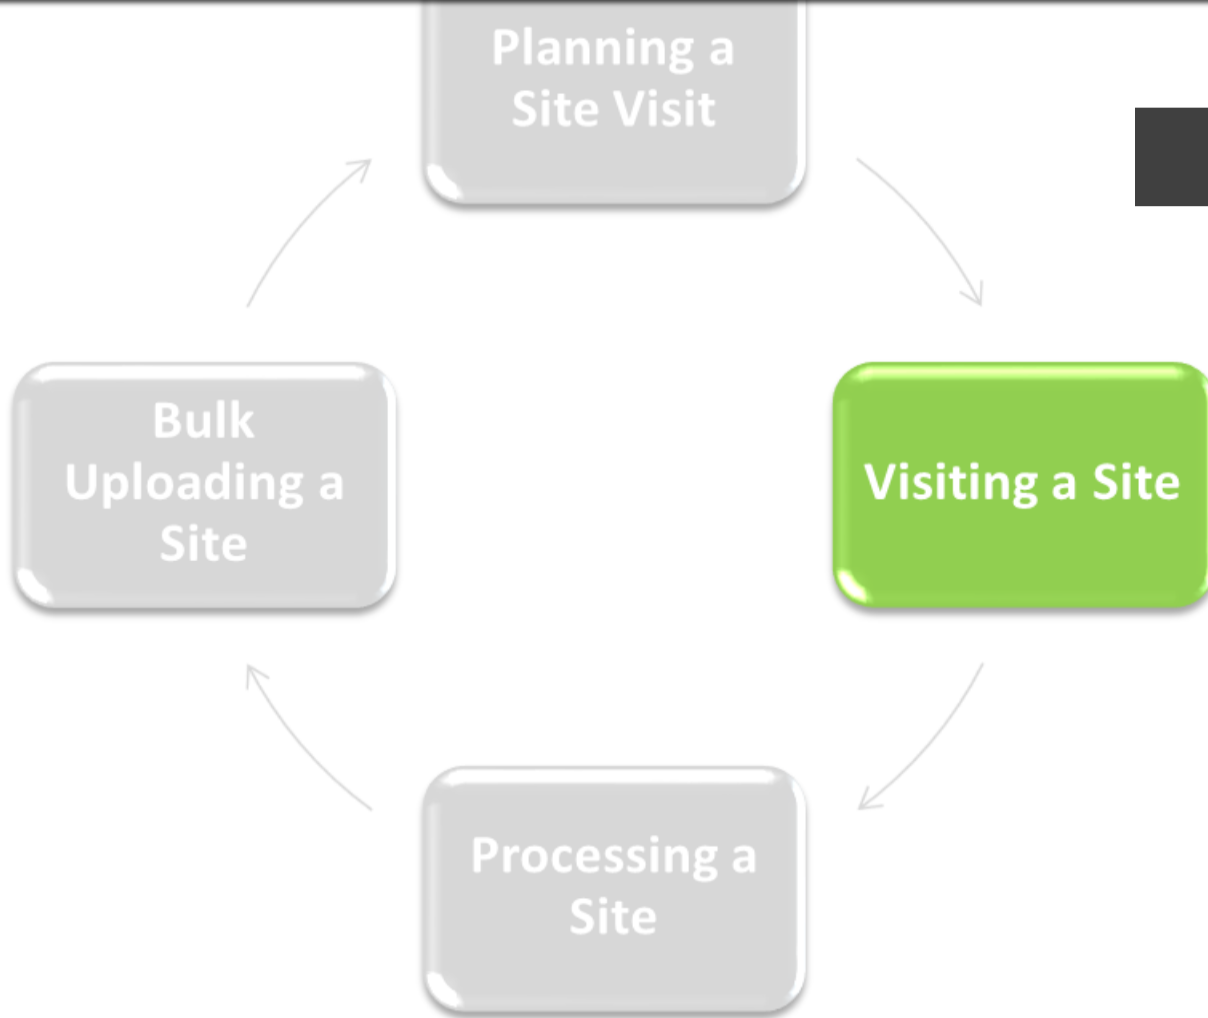 Planning a
Site Visit
Visiting a Site
Processing a
Site
Bulk
Uploading a
Site